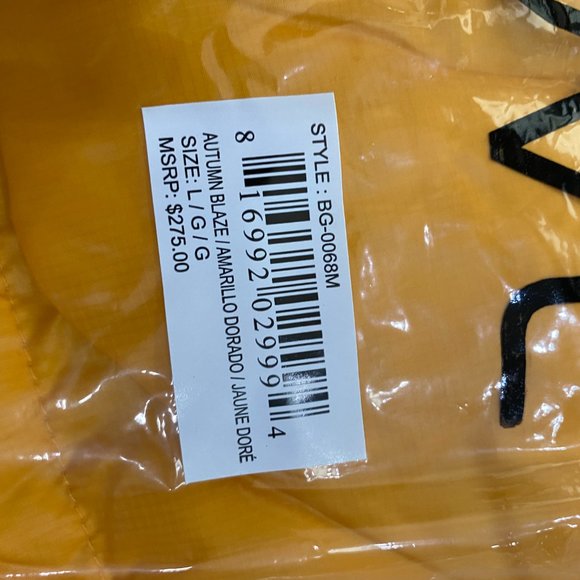 STYLE : BG-0068M
8 16992 02999 4
AUTUMN BLAZE / AMARILLO DORADO / JAUNE DORÉ
SIZE: L / G / G
MSRP: $275.00